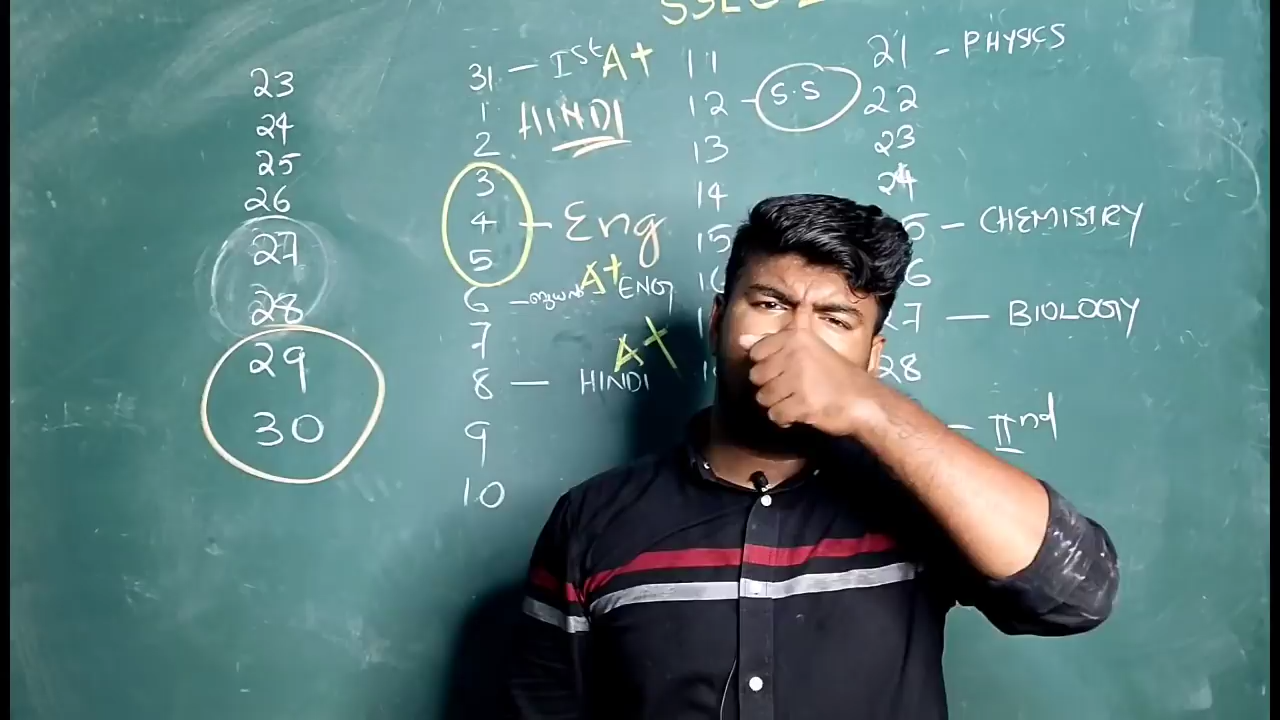 SSLC
23
24
25
26
27
28
29
30
31 - Ist A+
1 HINDI
2
3
4 - Eng
5
6 - ബുധൻ A+ ENG
7
8 - HINDI A+
9
10
11
12 - S.S
13
14
15
21 - PHYSICS
22
23
24
5 - CHEMISTRY
6
27 - BIOLOGY
28
- IInd